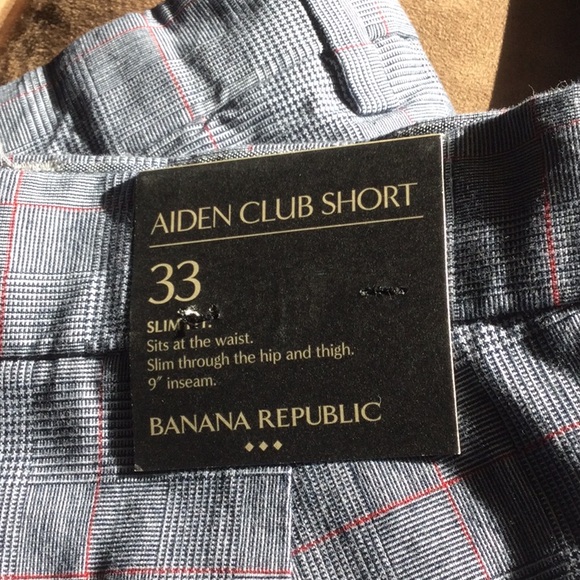 AIDEN CLUB SHORT
33
SLIM
Sits at the waist.
Slim through the hip and thigh.
9" inseam.
BANANA REPUBLIC